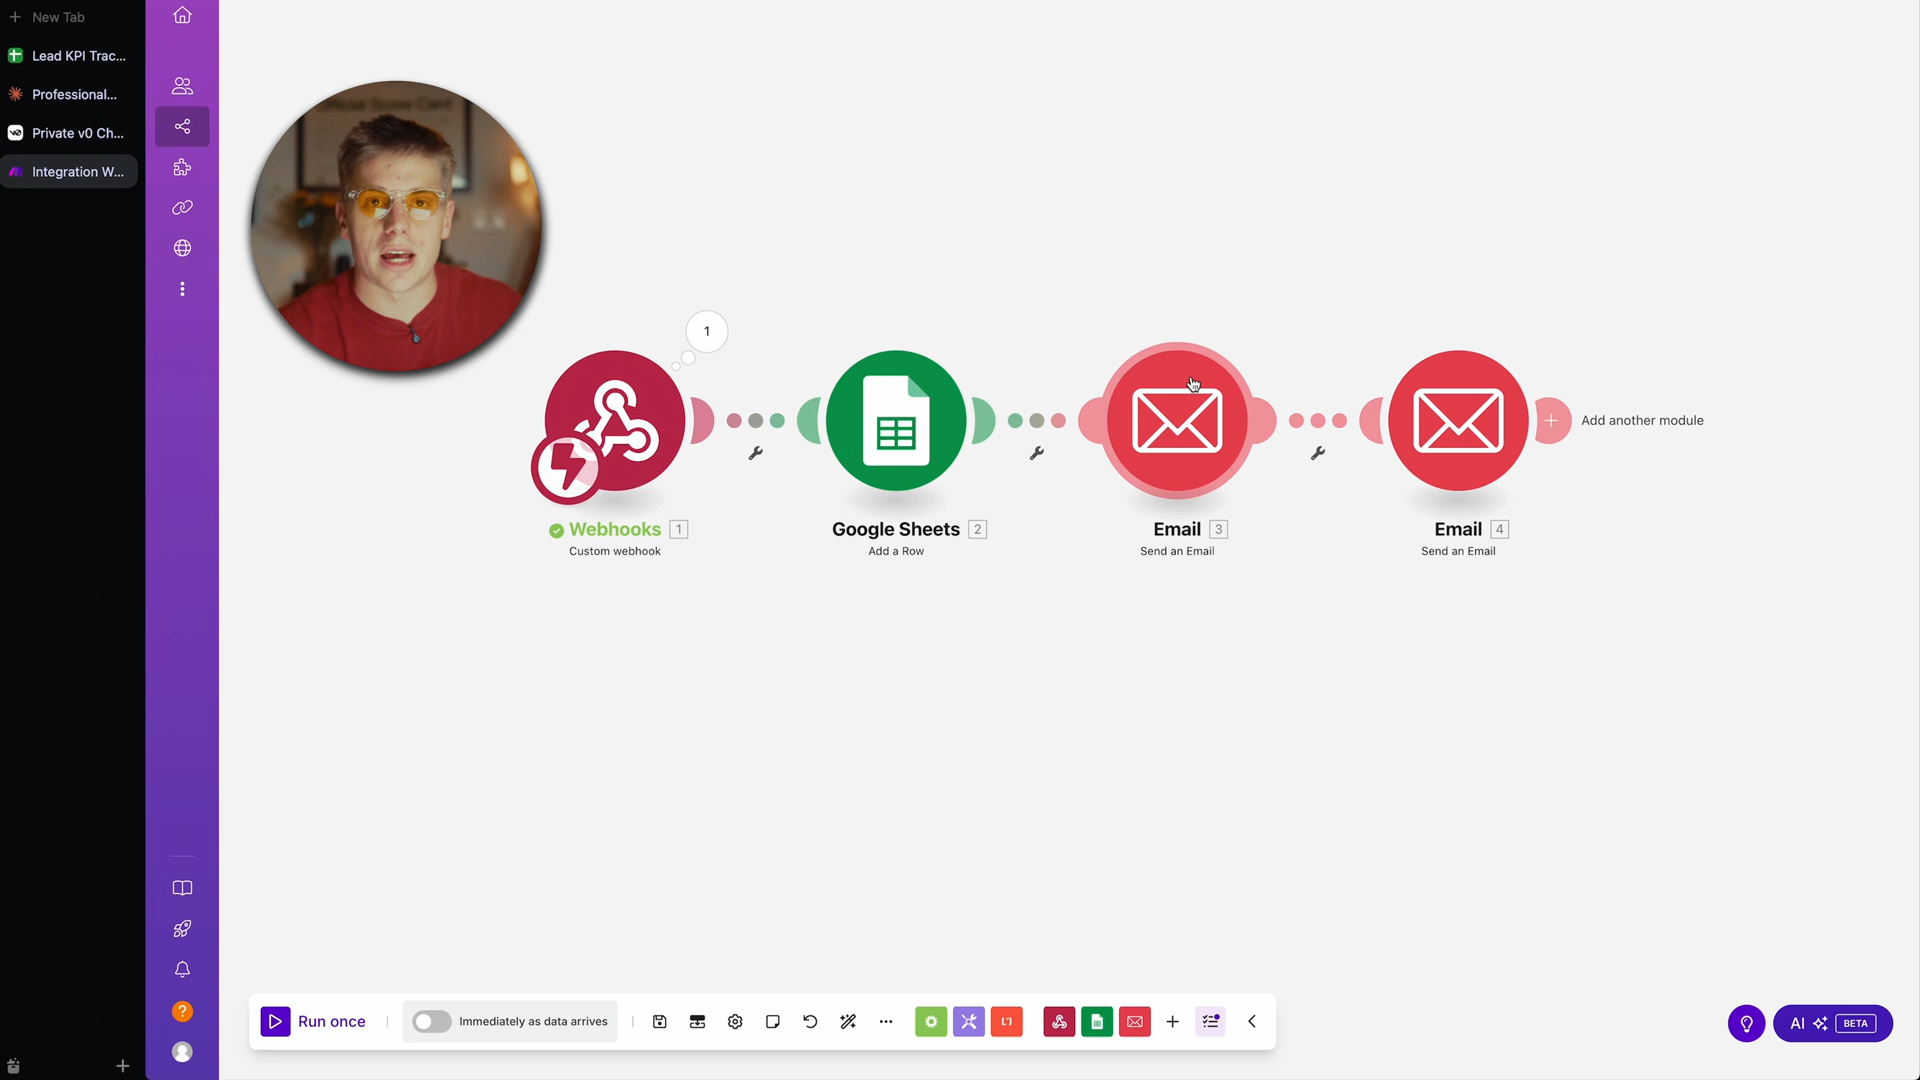 New Tab
Lead KPI Trac...
Professional...
Private v0 Ch...
Integration W...
1
Webhooks 1
Custom webhook
Google Sheets 2
Add a Row
Email 3
Send an Email
Email 4
Send an Email
Add another module
Run once
Immediately as data arrives
AI BETA